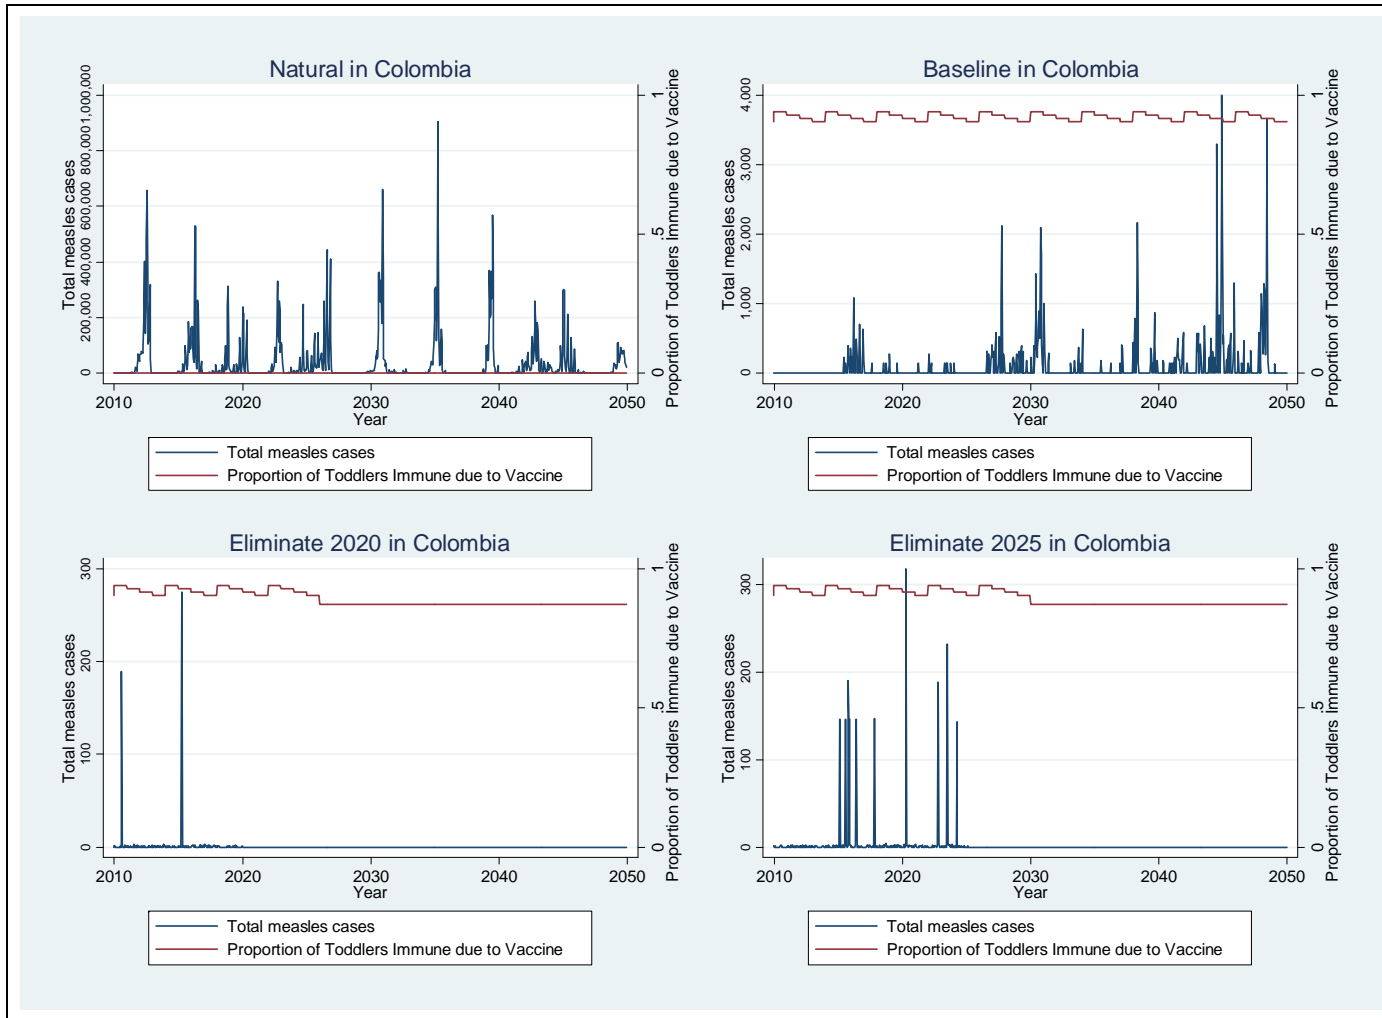 Natural in Colombia
Total measles cases
0
200,000
400,000
600,000
800,000
1,000,000
Proportion of Toddlers Immune due to Vaccine
0
.5
1
2010 2020 2030 2040 2050
Year
Total measles cases
Proportion of Toddlers Immune due to Vaccine
Baseline in Colombia
Total measles cases
0
1,000
2,000
3,000
4,000
Proportion of Toddlers Immune due to Vaccine
0
.5
1
2010 2020 2030 2040 2050
Year
Total measles cases
Proportion of Toddlers Immune due to Vaccine
Eliminate 2020 in Colombia
Total measles cases
0
100
200
300
Proportion of Toddlers Immune due to Vaccine
0
.5
1
2010 2020 2030 2040 2050
Year
Total measles cases
Proportion of Toddlers Immune due to Vaccine
Eliminate 2025 in Colombia
Total measles cases
0
100
200
300
Proportion of Toddlers Immune due to Vaccine
0
.5
1
2010 2020 2030 2040 2050
Year
Total measles cases
Proportion of Toddlers Immune due to Vaccine